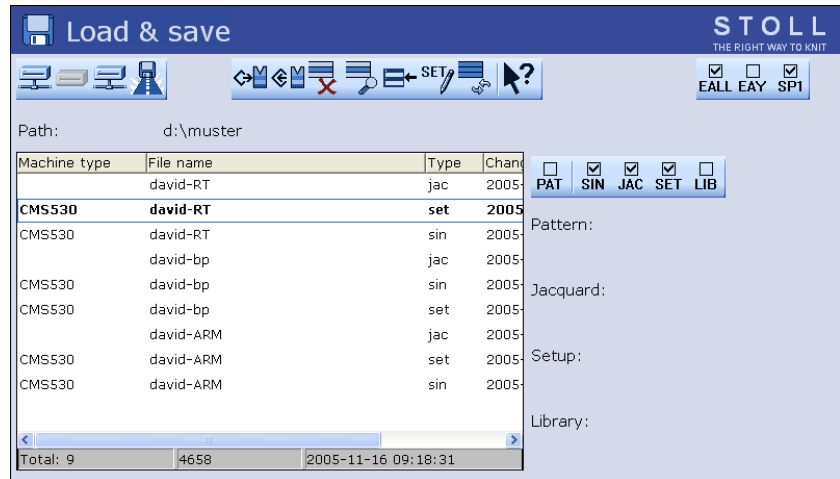 Load & save
STOLL
THE RIGHT WAY TO KNIT
SET
?
EALL EAY SP1
Path: d:\muster
Machine type File name Type Chang
david-RT jac 2005-
CMS530 david-RT set 2005
CMS530 david-RT sin 2005-
david-bp jac 2005-
CMS530 david-bp sin 2005-
CMS530 david-bp set 2005-
david-ARM jac 2005-
CMS530 david-ARM set 2005-
CMS530 david-ARM sin 2005-
Total: 9 4658 2005-11-16 09:18:31
PAT SIN JAC SET LIB
Pattern:
Jacquard:
Setup:
Library: